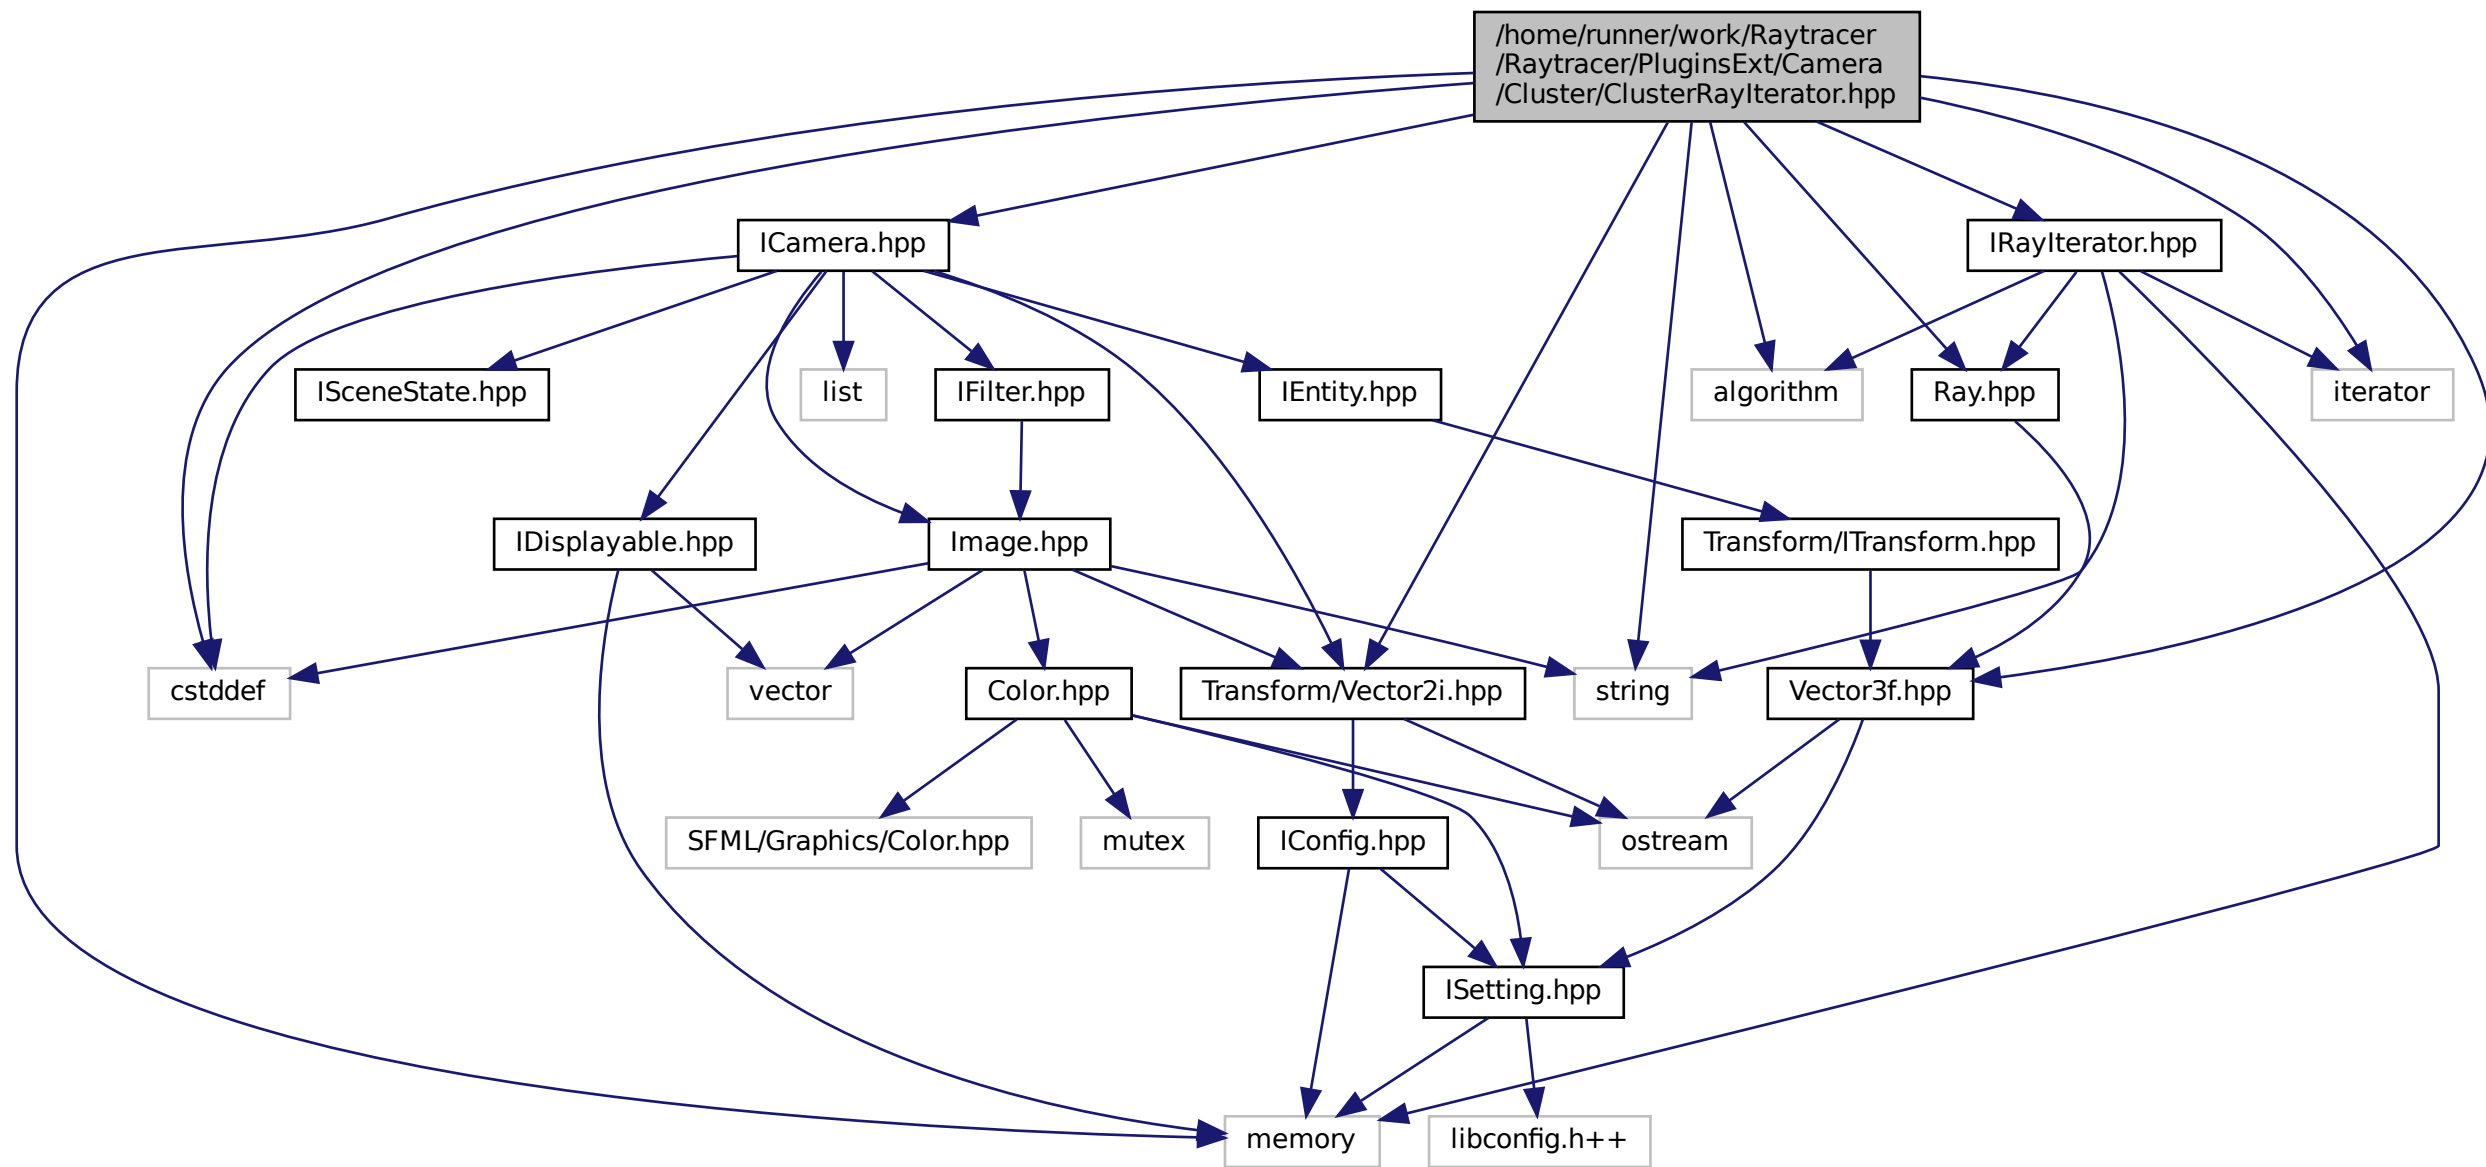 /home/runner/work/Raytracer
/Raytracer/PluginsExt/Camera
/Cluster/ClusterRayIterator.hpp
ICamera.hpp
IRayIterator.hpp
ISceneState.hpp
list
IFilter.hpp
IEntity.hpp
algorithm
Ray.hpp
iterator
IDisplayable.hpp
Image.hpp
Transform/ITransform.hpp
cstddef
vector
Color.hpp
Transform/Vector2i.hpp
string
Vector3f.hpp
SFML/Graphics/Color.hpp
mutex
IConfig.hpp
ostream
ISetting.hpp
memory
libconfig.h++